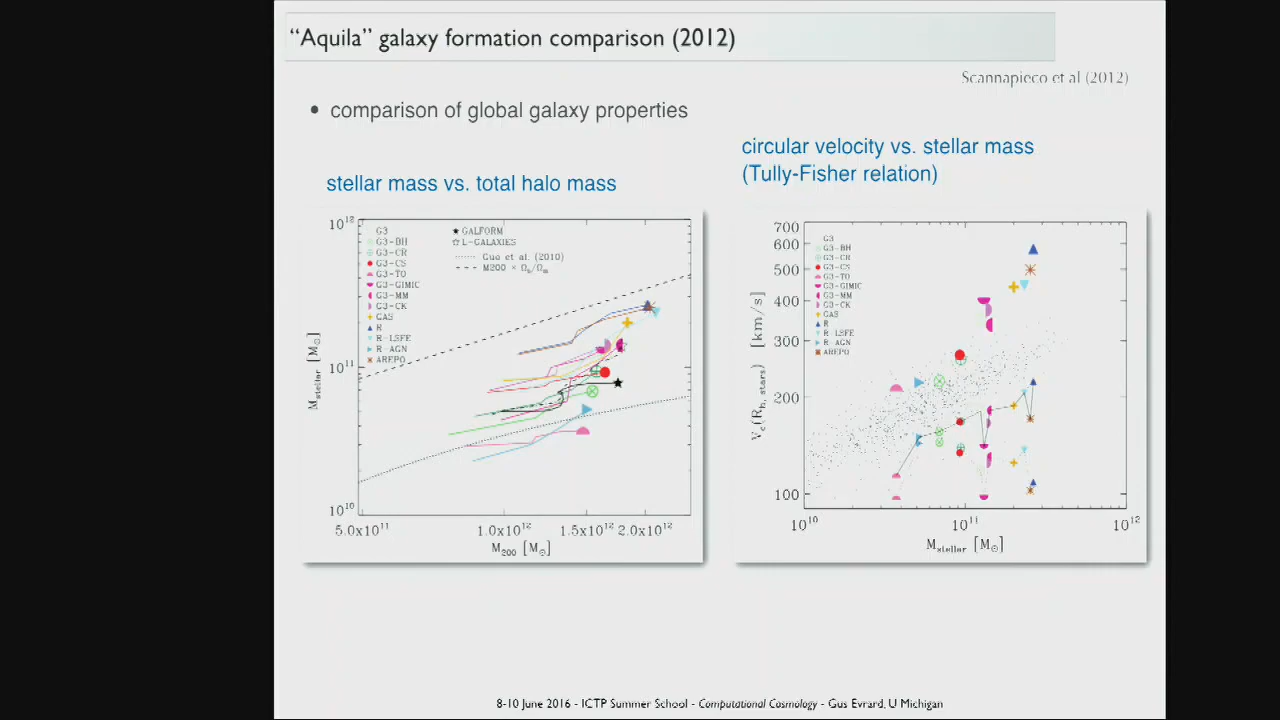 “Aquila” galaxy formation comparison (2012)
Scannapieco et al (2012)
• comparison of global galaxy properties
stellar mass vs. total halo mass
circular velocity vs. stellar mass
(Tully-Fisher relation)
10¹²
10¹¹
10¹⁰
Mstellar [M☉]
G3
G3-BH
G3-CR
G3-CS
G3-TO
G3-GIMIC
G3-MM
G3-CK
GAS
R
R-LSFE
R-AGN
AREPO
GALFORM
L-GALAXIES
Guo et al. (2010)
M200 × Ωb/Ωm
5.0x10¹¹ 1.0x10¹² 1.5x10¹² 2.0x10¹²
M200 [M☉]
700
600
500
400
300
200
100
Vc(Rh, stars) [km/s]
G3
G3-BH
G3-CR
G3-CS
G3-TO
G3-GIMIC
G3-MM
G3-CK
GAS
R
R-LSFE
R-AGN
AREPO
10¹⁰ 10¹¹ 10¹²
Mstellar [M☉]
8-10 June 2016 - ICTP Summer School - Computational Cosmology - Gus Evrard, U Michigan